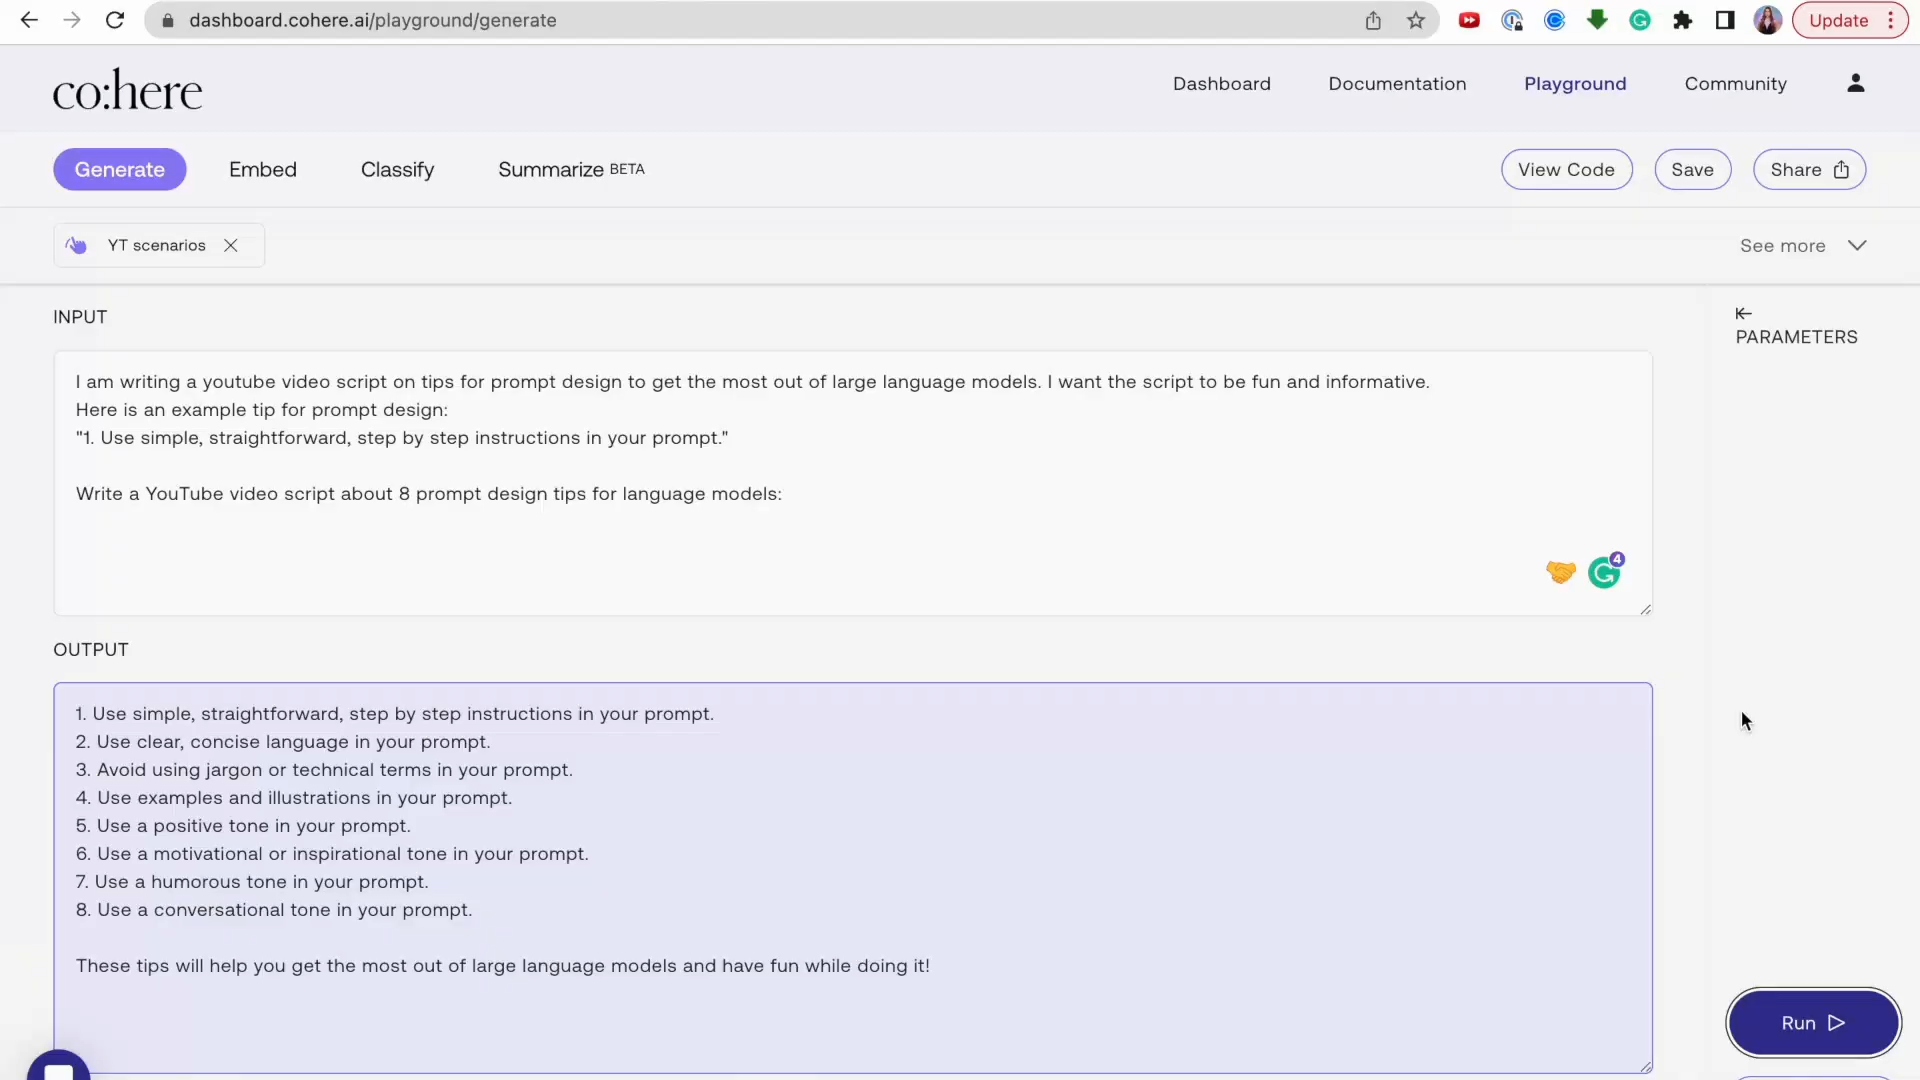 dashboard.cohere.ai/playground/generate
Update
co:here
Dashboard
Documentation
Playground
Community
Generate
Embed
Classify
Summarize BETA
View Code
Save
Share
YT scenarios
See more
INPUT
PARAMETERS
I am writing a youtube video script on tips for prompt design to get the most out of large language models. I want the script to be fun and informative.
Here is an example tip for prompt design:
"1. Use simple, straightforward, step by step instructions in your prompt."
Write a YouTube video script about 8 prompt design tips for language models:
4
OUTPUT
1. Use simple, straightforward, step by step instructions in your prompt.
2. Use clear, concise language in your prompt.
3. Avoid using jargon or technical terms in your prompt.
4. Use examples and illustrations in your prompt.
5. Use a positive tone in your prompt.
6. Use a motivational or inspirational tone in your prompt.
7. Use a humorous tone in your prompt.
8. Use a conversational tone in your prompt.
These tips will help you get the most out of large language models and have fun while doing it!
Run